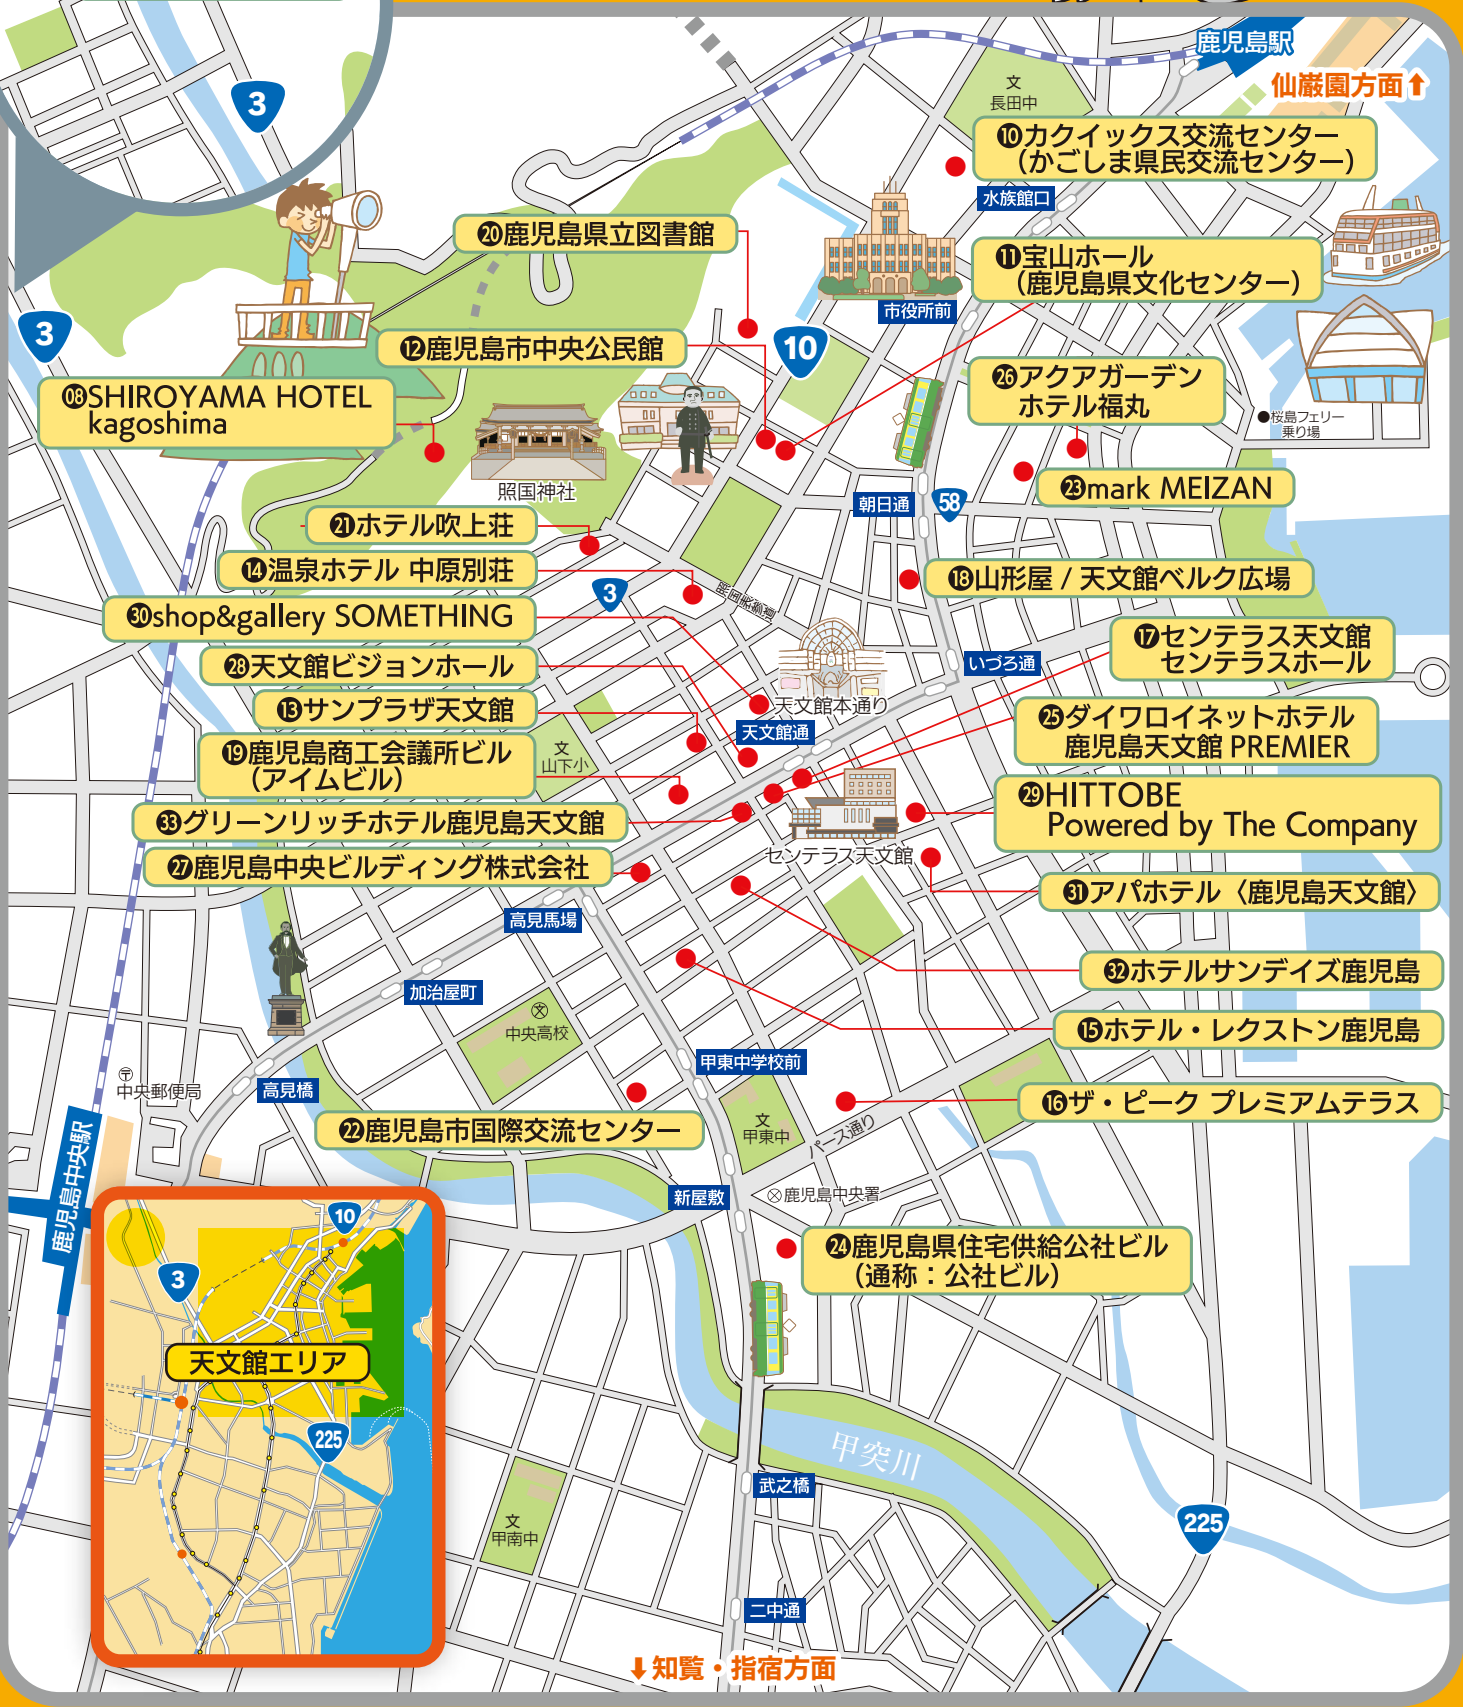 鹿児島駅
仙巌園方面↑
3
文
長田中
❿カクイックス交流センター
（かごしま県民交流センター）
水族館口
⓴鹿児島県立図書館
⓫宝山ホール
（鹿児島県文化センター）
市役所前
3
10
⓬鹿児島市中央公民館
08SHIROYAMA HOTEL
kagoshima
㉖アクアガーデン
ホテル福丸
●桜島フェリー
乗り場
照国神社
㉓mark MEIZAN
朝日通
58
㉑ホテル吹上荘
⓮温泉ホテル 中原別荘
3
照国表参道
⓲山形屋 / 天文館ベルク広場
㉚shop&gallery SOMETHING
⓱センテラス天文館
センテラスホール
いづろ通
㉘天文館ビジョンホール
⓭サンプラザ天文館
天文館本通り
天文館通
㉕ダイワロイネットホテル
鹿児島天文館 PREMIER
⓳鹿児島商工会議所ビル
（アイムビル）
文
山下小
㉙HITTOBE
Powered by The Company
㉝グリーンリッチホテル鹿児島天文館
センテラス天文館
㉗鹿児島中央ビルディング株式会社
㉛アパホテル〈鹿児島天文館〉
高見馬場
㉜ホテルサンデイズ鹿児島
加治屋町
文
中央高校
⓯ホテル・レクストン鹿児島
甲東中学校前
〒
中央郵便局
高見橋
⓰ザ・ピーク プレミアムテラス
㉒鹿児島市国際交流センター
文
甲東中
パース通り
鹿児島中央駅
新屋敷
鹿児島中央署
㉔鹿児島県住宅供給公社ビル
（通称：公社ビル）
10
3
天文館エリア
225
甲突川
武之橋
文
甲南中
225
二中通
↓知覧・指宿方面